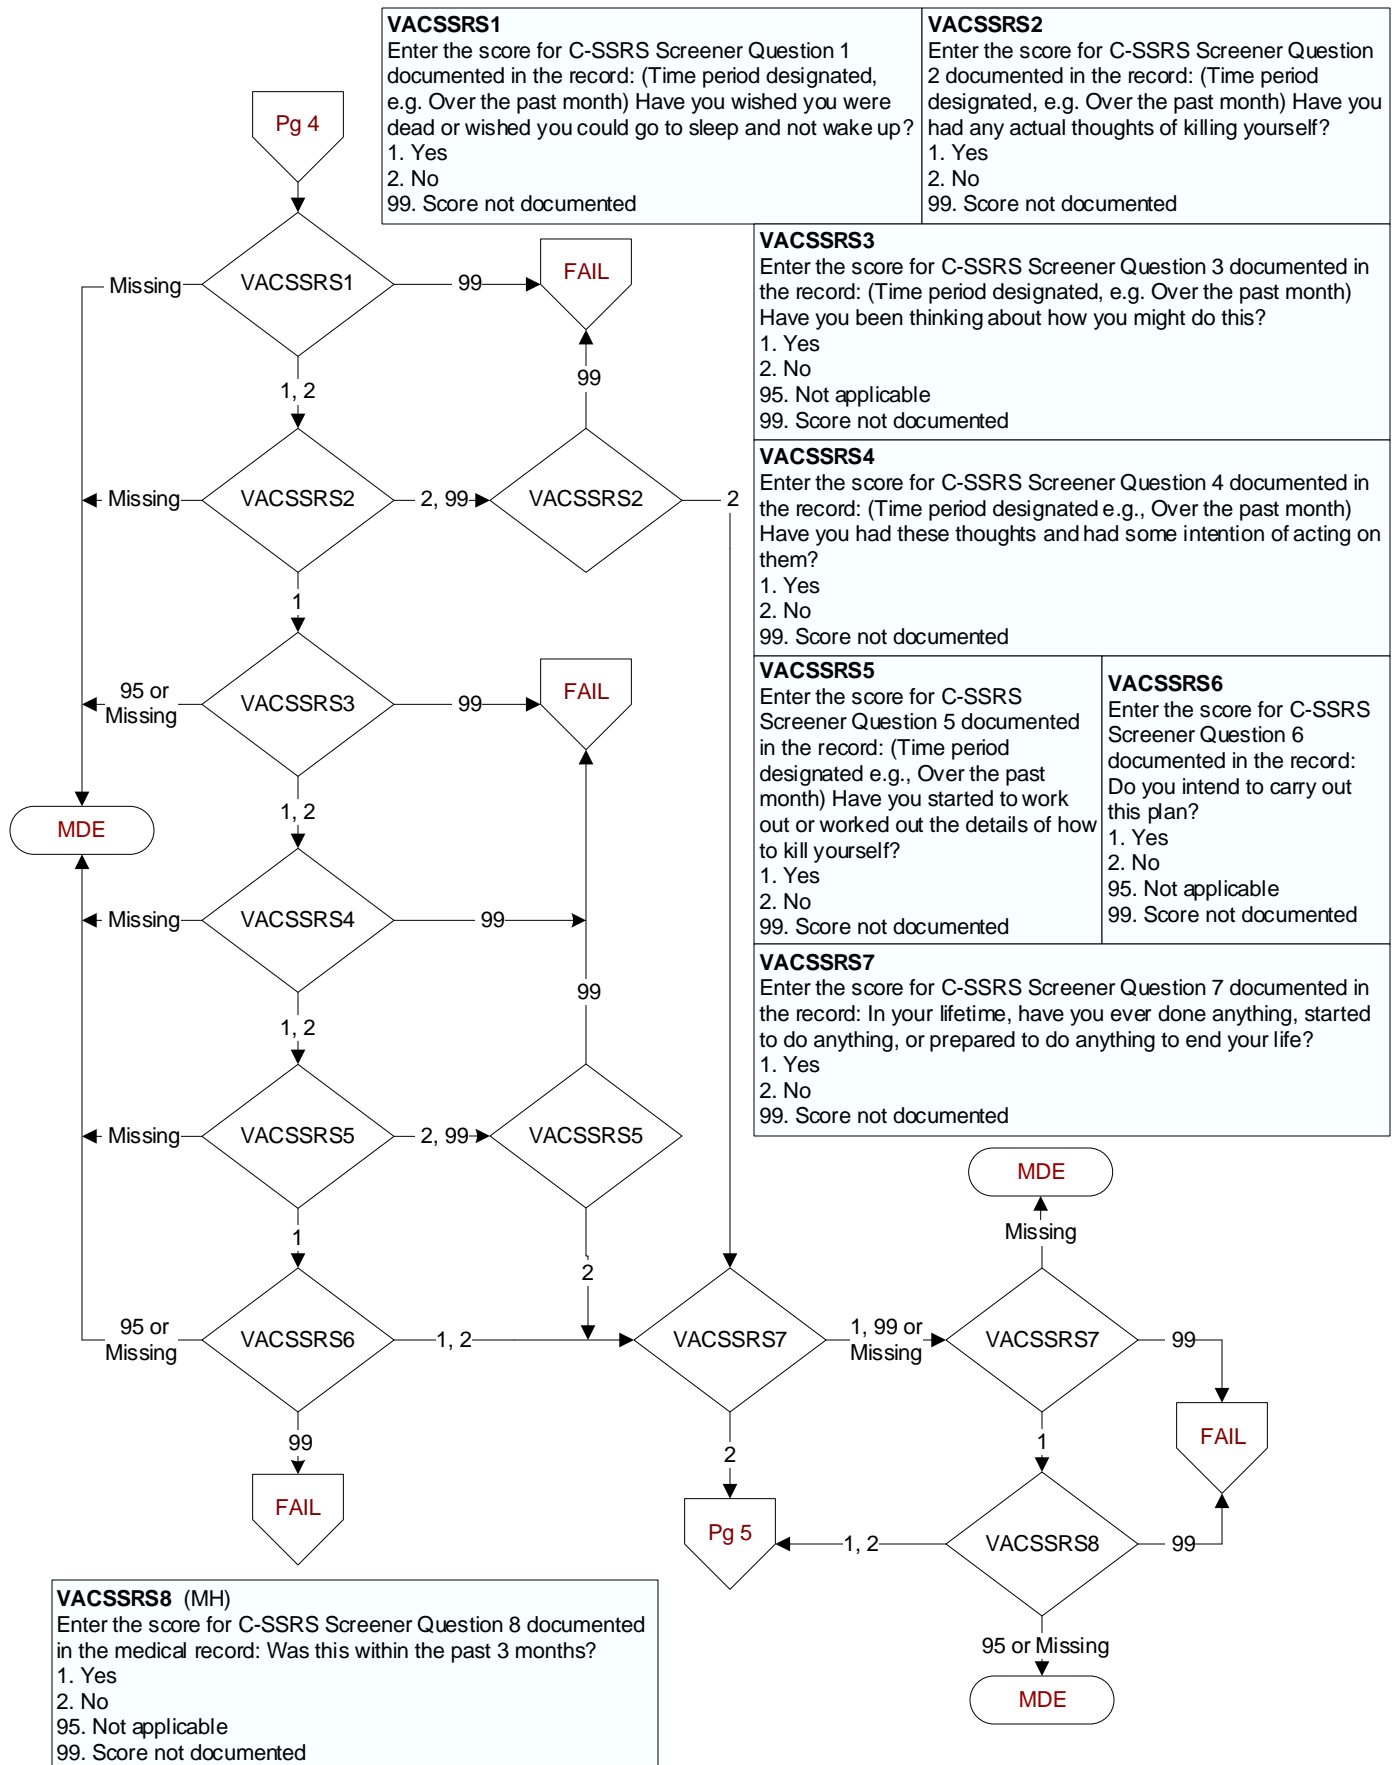 VACSSRS1
Enter the score for C-SSRS Screener Question 1
documented in the record: (Time period designated,
e.g. Over the past month) Have you wished you were
dead or wished you could go to sleep and not wake up?
1. Yes
2. No
99. Score not documented
VACSSRS2
Enter the score for C-SSRS Screener Question
2 documented in the record: (Time period
designated, e.g. Over the past month) Have you
had any actual thoughts of killing yourself?
1. Yes
2. No
99. Score not documented
Pg 4
VACSSRS3
Enter the score for C-SSRS Screener Question 3 documented in
the record: (Time period designated, e.g. Over the past month)
Have you been thinking about how you might do this?
1. Yes
2. No
95. Not applicable
99. Score not documented
Missing
VACSSRS1
99
FAIL
1, 2
99
VACSSRS4
Enter the score for C-SSRS Screener Question 4 documented in
the record: (Time period designated e.g., Over the past month)
Have you had these thoughts and had some intention of acting on
them?
1. Yes
2. No
99. Score not documented
Missing
VACSSRS2
2, 99
VACSSRS2
2
1
VACSSRS5
Enter the score for C-SSRS
Screener Question 5 documented
in the record: (Time period
designated e.g., Over the past
month) Have you started to work
out or worked out the details of how
to kill yourself?
1. Yes
2. No
99. Score not documented
VACSSRS6
Enter the score for C-SSRS
Screener Question 6
documented in the record:
Do you intend to carry out
this plan?
1. Yes
2. No
95. Not applicable
99. Score not documented
95 or
Missing
VACSSRS3
99
FAIL
1, 2
MDE
Missing
VACSSRS4
99
VACSSRS7
Enter the score for C-SSRS Screener Question 7 documented in
the record: In your lifetime, have you ever done anything, started
to do anything, or prepared to do anything to end your life?
1. Yes
2. No
99. Score not documented
99
1, 2
Missing
VACSSRS5
2, 99
VACSSRS5
MDE
Missing
1
2
95 or
Missing
VACSSRS6
1, 2
VACSSRS7
1, 99 or
Missing
VACSSRS7
99
99
2
1
FAIL
FAIL
Pg 5
1, 2
VACSSRS8
99
95 or Missing
MDE
VACSSRS8 (MH)
Enter the score for C-SSRS Screener Question 8 documented
in the medical record: Was this within the past 3 months?
1. Yes
2. No
95. Not applicable
99. Score not documented